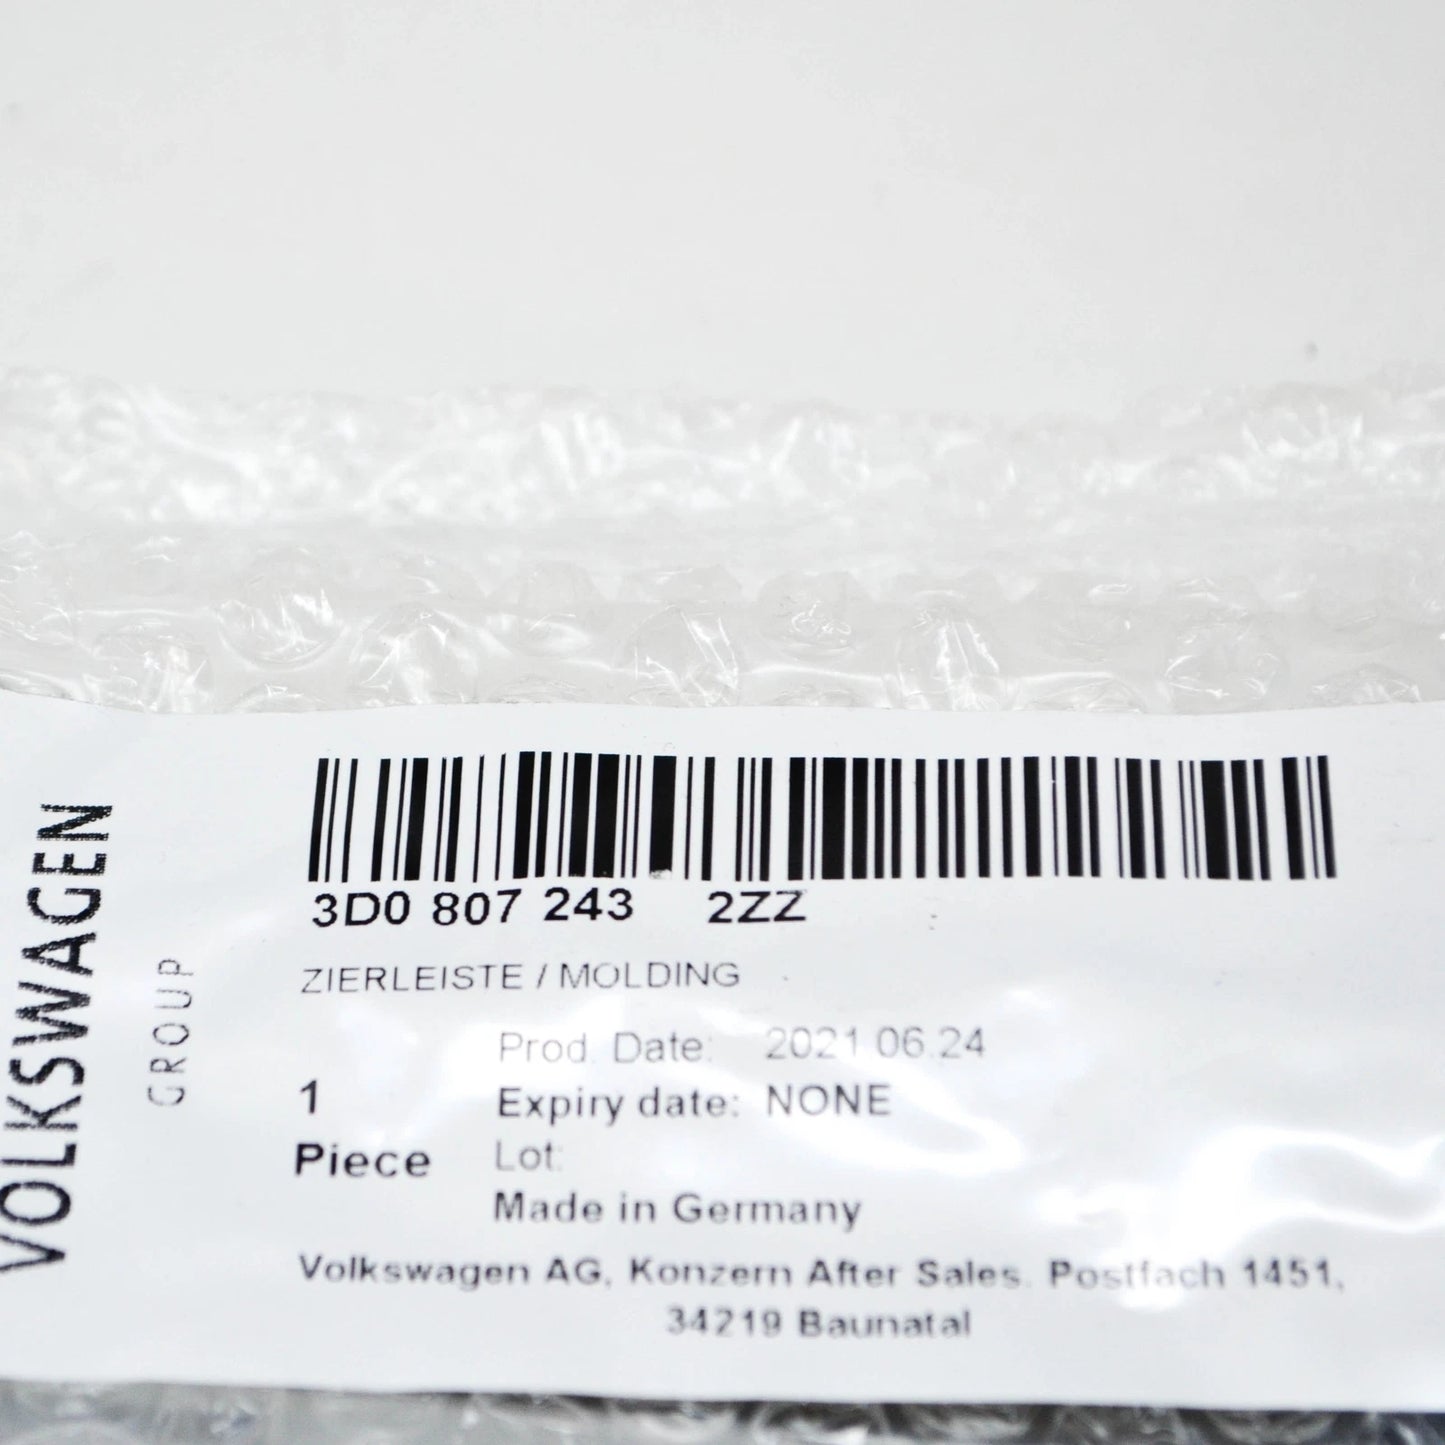 VOLKSWAGEN
GROUP
3D0 807 243 2ZZ
ZIERLEISTE / MOLDING
Prod. Date: 2021.06.24
1
Expiry date: NONE
Piece
Lot:
Made in Germany
Volkswagen AG, Konzern After Sales. Postfach 1451,
34219 Baunatal